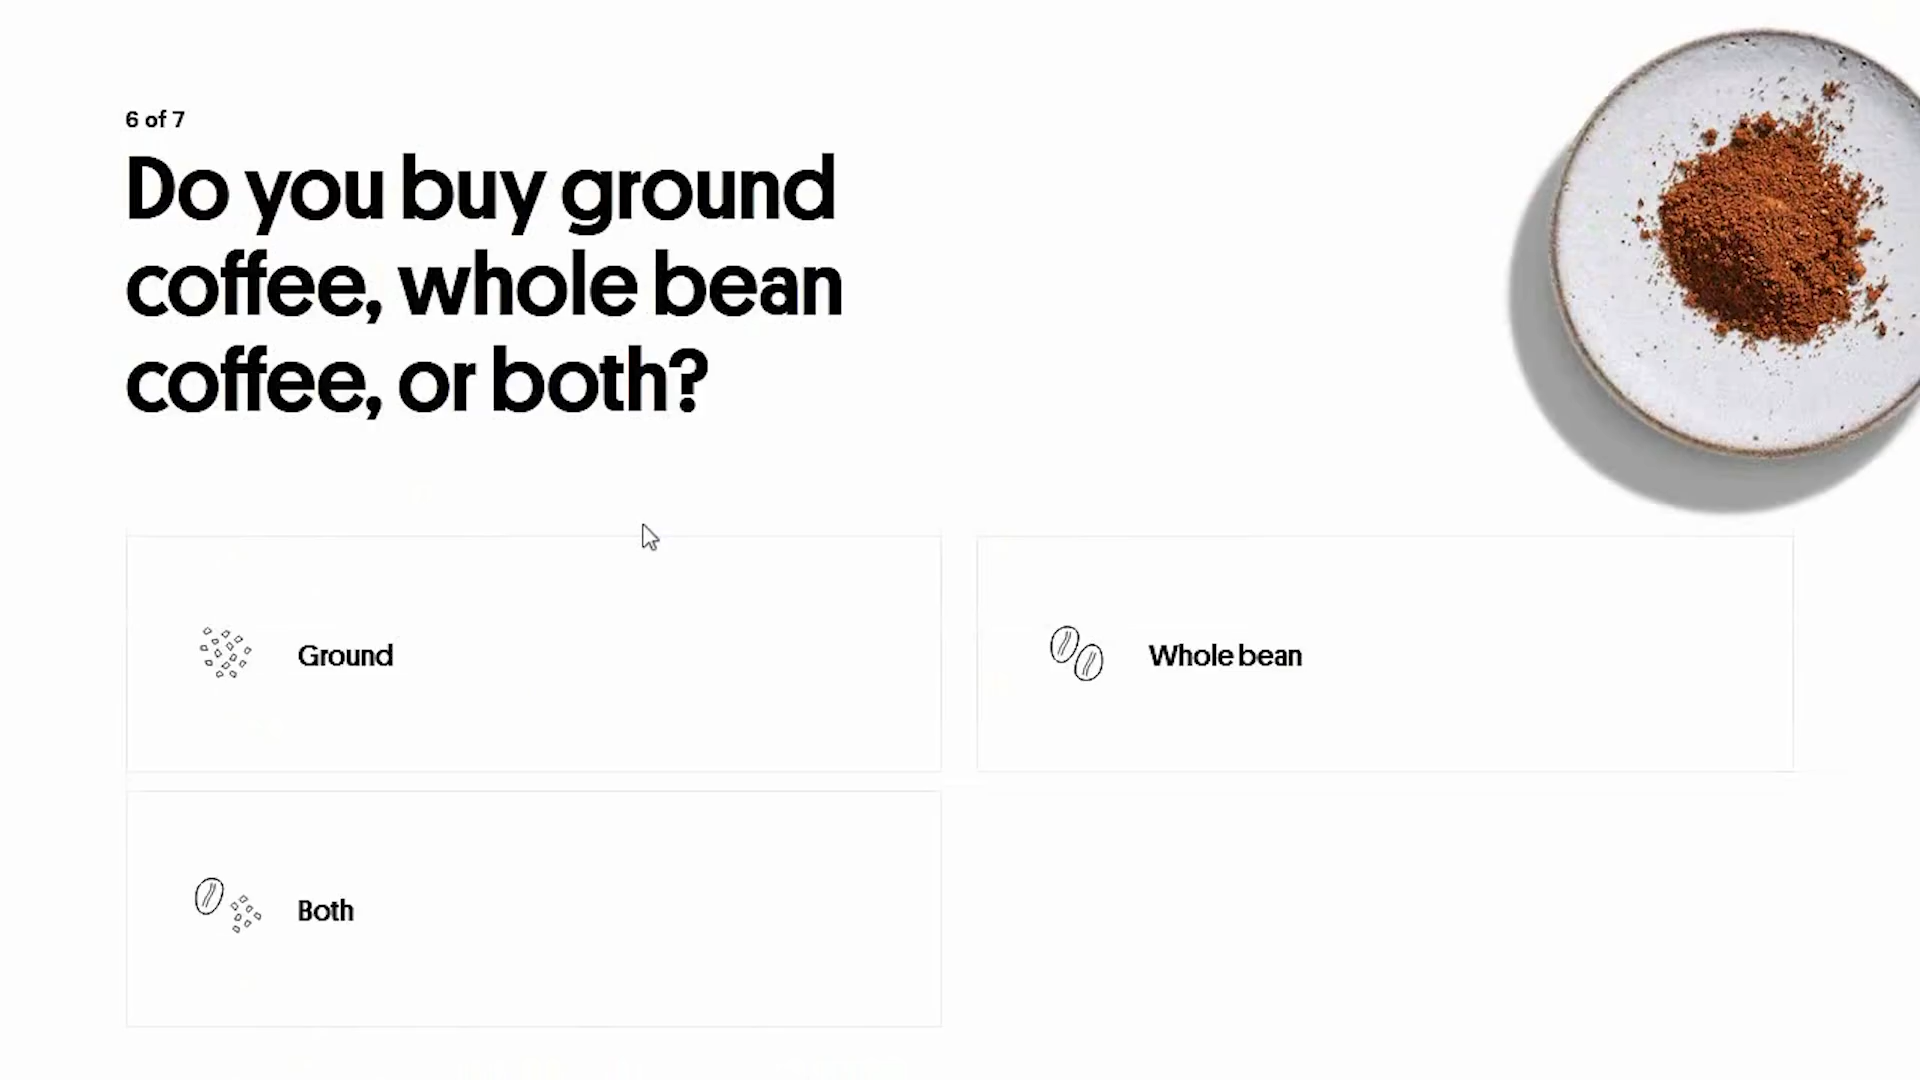 6 of 7
Do you buy ground
coffee, whole bean
coffee, or both?
Ground
Whole bean
Both